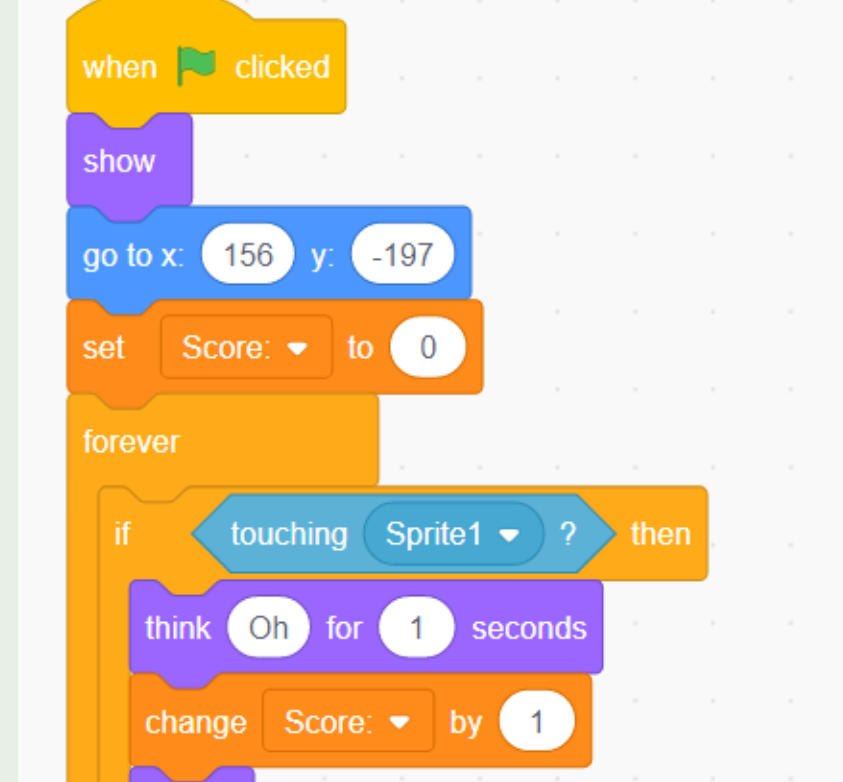 when clicked
show
go to x: 156 y: -197
set Score: to 0
forever
if touching Sprite1 ? then
think Oh for 1 seconds
change Score: by 1